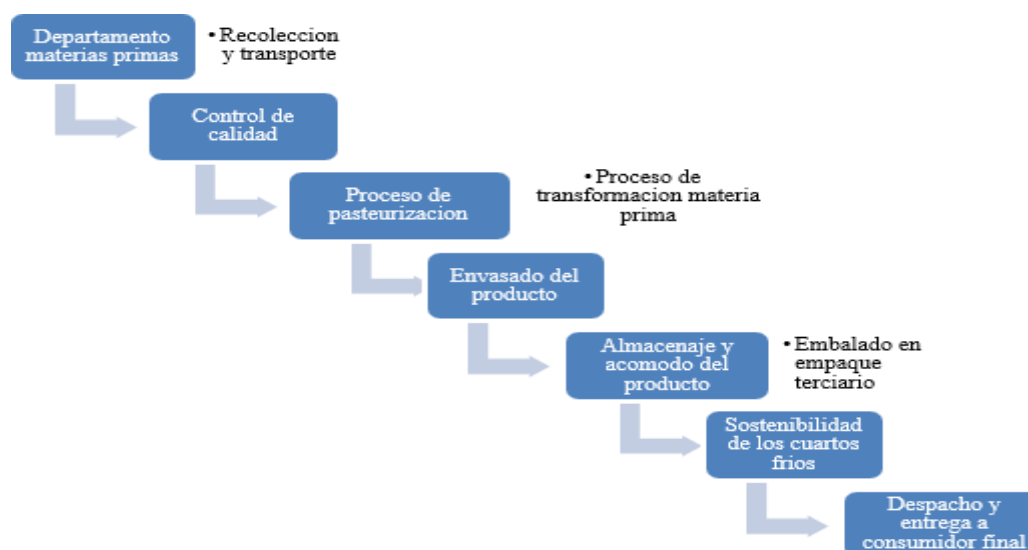 Departamento
materias primas
• Recoleccion
y transporte
Control de
calidad
Proceso de
pasteurizacion
• Proceso de
transformacion materia
prima
Envasado del
producto
Almacenaje y
acomodo del
producto
• Embalado en
empaque
terciario
Sostenibilidad
de los cuartos
frios
Despacho y
entrega a
consumidor final